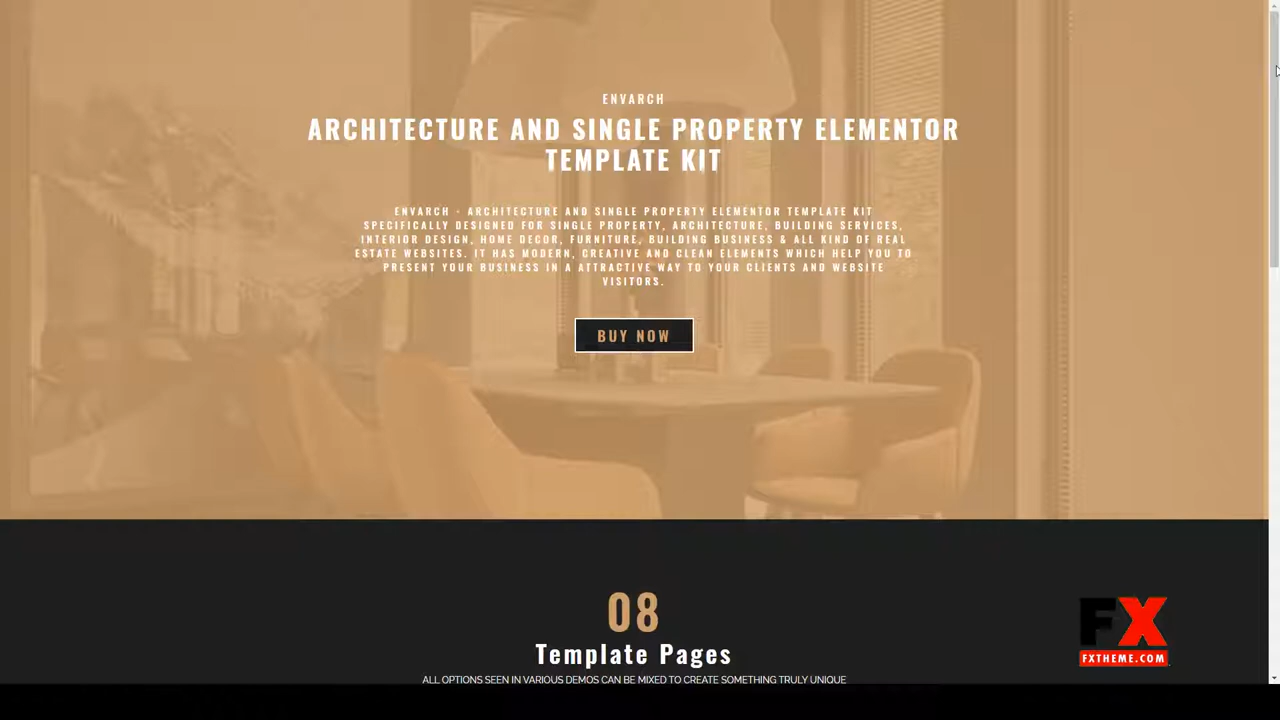 ENVARCH
ARCHITECTURE AND SINGLE PROPERTY ELEMENTOR
TEMPLATE KIT
ENVARCH - ARCHITECTURE AND SINGLE PROPERTY ELEMENTOR TEMPLATE KIT
SPECIFICALLY DESIGNED FOR SINGLE PROPERTY, ARCHITECTURE, BUILDING SERVICES,
INTERIOR DESIGN, HOME DECOR, FURNITURE, BUILDING BUSINESS & ALL KIND OF REAL
ESTATE WEBSITES. IT HAS MODERN, CREATIVE AND CLEAN ELEMENTS WHICH HELP YOU TO
PRESENT YOUR BUSINESS IN A ATTRACTIVE WAY TO YOUR CLIENTS AND WEBSITE
VISITORS.
BUY NOW
08
Template Pages
ALL OPTIONS SEEN IN VARIOUS DEMOS CAN BE MIXED TO CREATE SOMETHING TRULY UNIQUE
FX
FXTHEME.COM